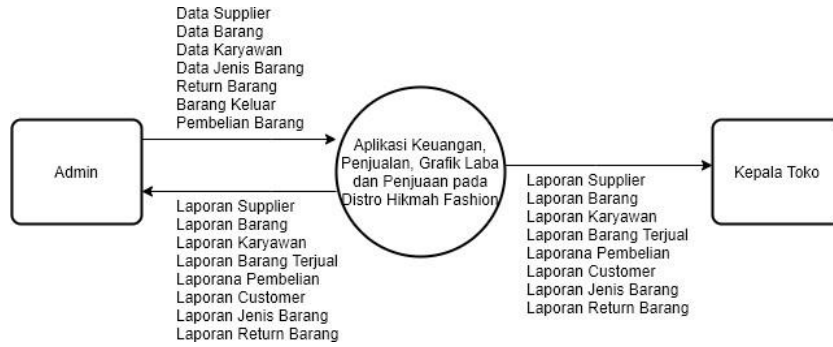 Data Supplier
Data Barang
Data Karyawan
Data Jenis Barang
Return Barang
Barang Keluar
Pembelian Barang
Admin
Aplikasi Keuangan,
Penjualan, Grafik Laba
dan Penjuaan pada
Distro Hikmah Fashion
Kepala Toko
Laporan Supplier
Laporan Barang
Laporan Karyawan
Laporan Barang Terjual
Laporana Pembelian
Laporan Customer
Laporan Jenis Barang
Laporan Return Barang
Laporan Supplier
Laporan Barang
Laporan Karyawan
Laporan Barang Terjual
Laporana Pembelian
Laporan Customer
Laporan Jenis Barang
Laporan Return Barang